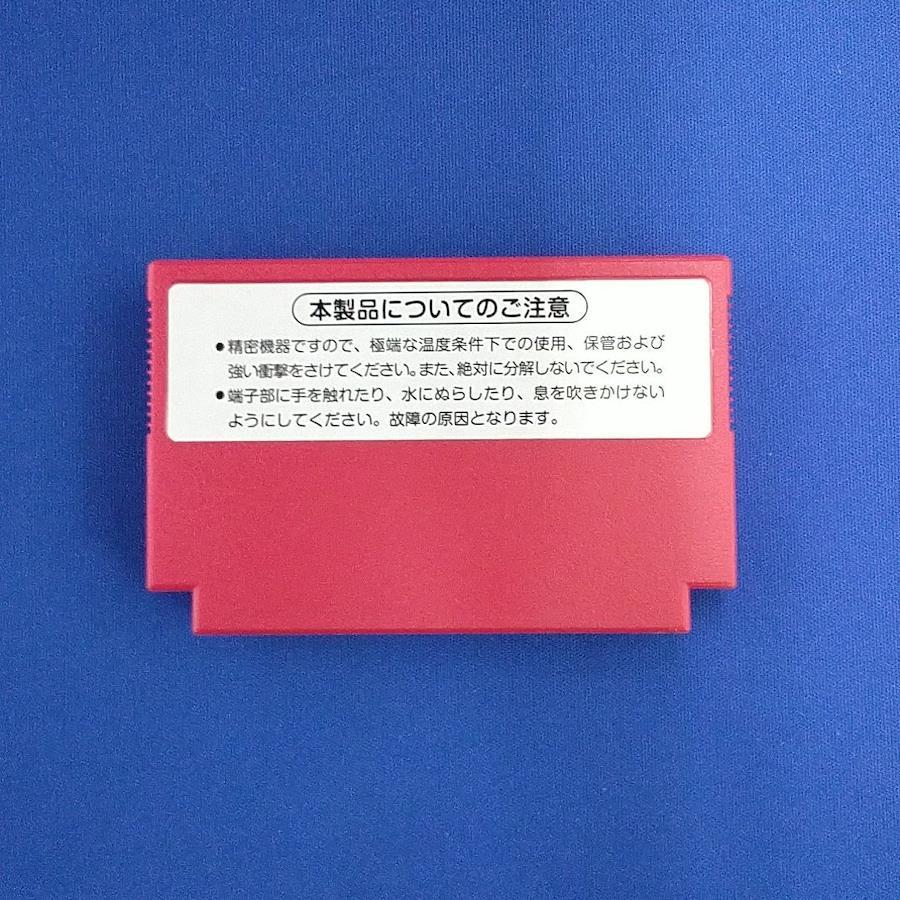 本製品についてのご注意
●精密機器ですので、極端な温度条件下での使用、保管および
強い衝撃をさけてください。また、絶対に分解しないでください。
●端子部に手を触れたり、水にぬらしたり、息を吹きかけない
ようにしてください。故障の原因となります。